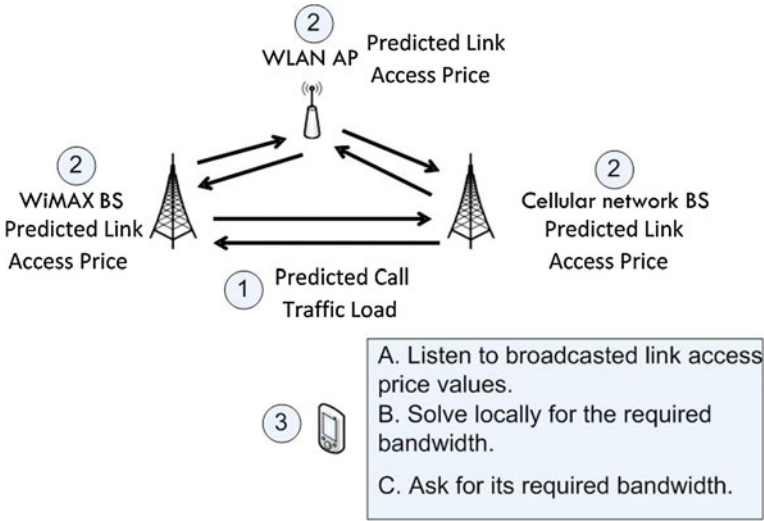 2
WLAN AP
Predicted Link
Access Price
2
WiMAX BS
Predicted Link
Access Price
2
Cellular network BS
Predicted Link
Access Price
1
Predicted Call
Traffic Load
3
A. Listen to broadcasted link access
price values.
B. Solve locally for the required
bandwidth.
C. Ask for its required bandwidth.